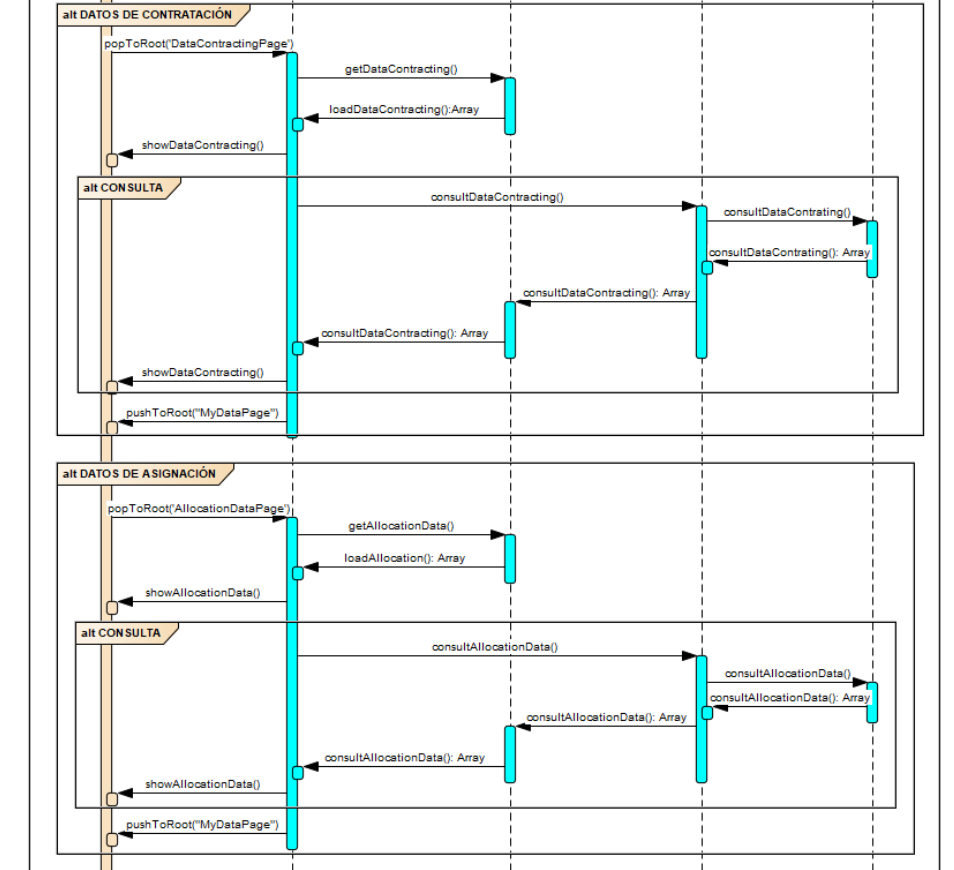 alt DATOS DE CONTRATACIÓN
popToRoot('DataContractingPage')
getDataContracting()
loadDataContracting():Array
showDataContracting()
alt CONSULTA
consultDataContracting()
consultDataContrating()
consultDataContrating(): Array
consultDataContracting(): Array
consultDataContracting(): Array
showDataContracting()
pushToRoot("MyDataPage")
alt DATOS DE ASIGNACIÓN
popToRoot('AllocationDataPage')
getAllocationData()
loadAllocation(): Array
showAllocationData()
alt CONSULTA
consultAllocationData()
consultAllocationData()
consultAllocationData(): Array
consultAllocationData(): Array
consultAllocationData(): Array
showAllocationData()
pushToRoot("MyDataPage")